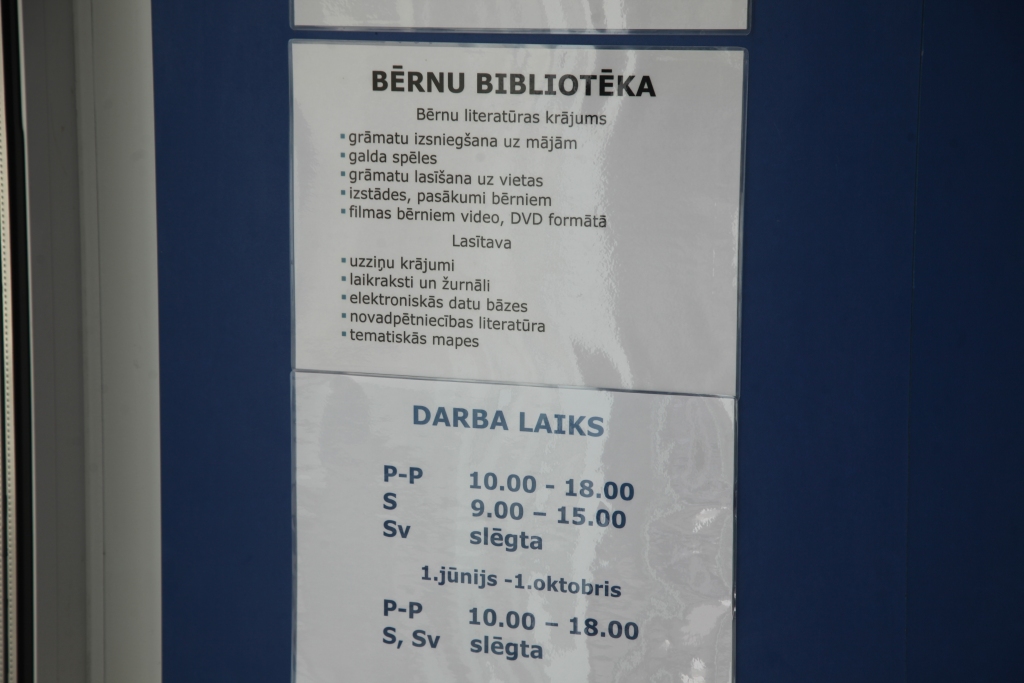 BĒRNU BIBLIOTĒKA
Bērnu literatūras krājums
▪grāmatu izsniegšana uz mājām
▪galda spēles
▪grāmatu lasīšana uz vietas
▪izstādes, pasākumi bērniem
▪filmas bērniem video, DVD formātā
Lasītava
▪uzziņu krājumi
▪laikraksti un žurnāli
▪elektroniskās datu bāzes
▪novadpētniecības literatūra
▪tematiskās mapes
DARBA LAIKS
P-P 10.00 - 18.00
S 9.00 – 15.00
Sv slēgta
1.jūnijs -1.oktobris
P-P 10.00 – 18.00
S, Sv slēgta